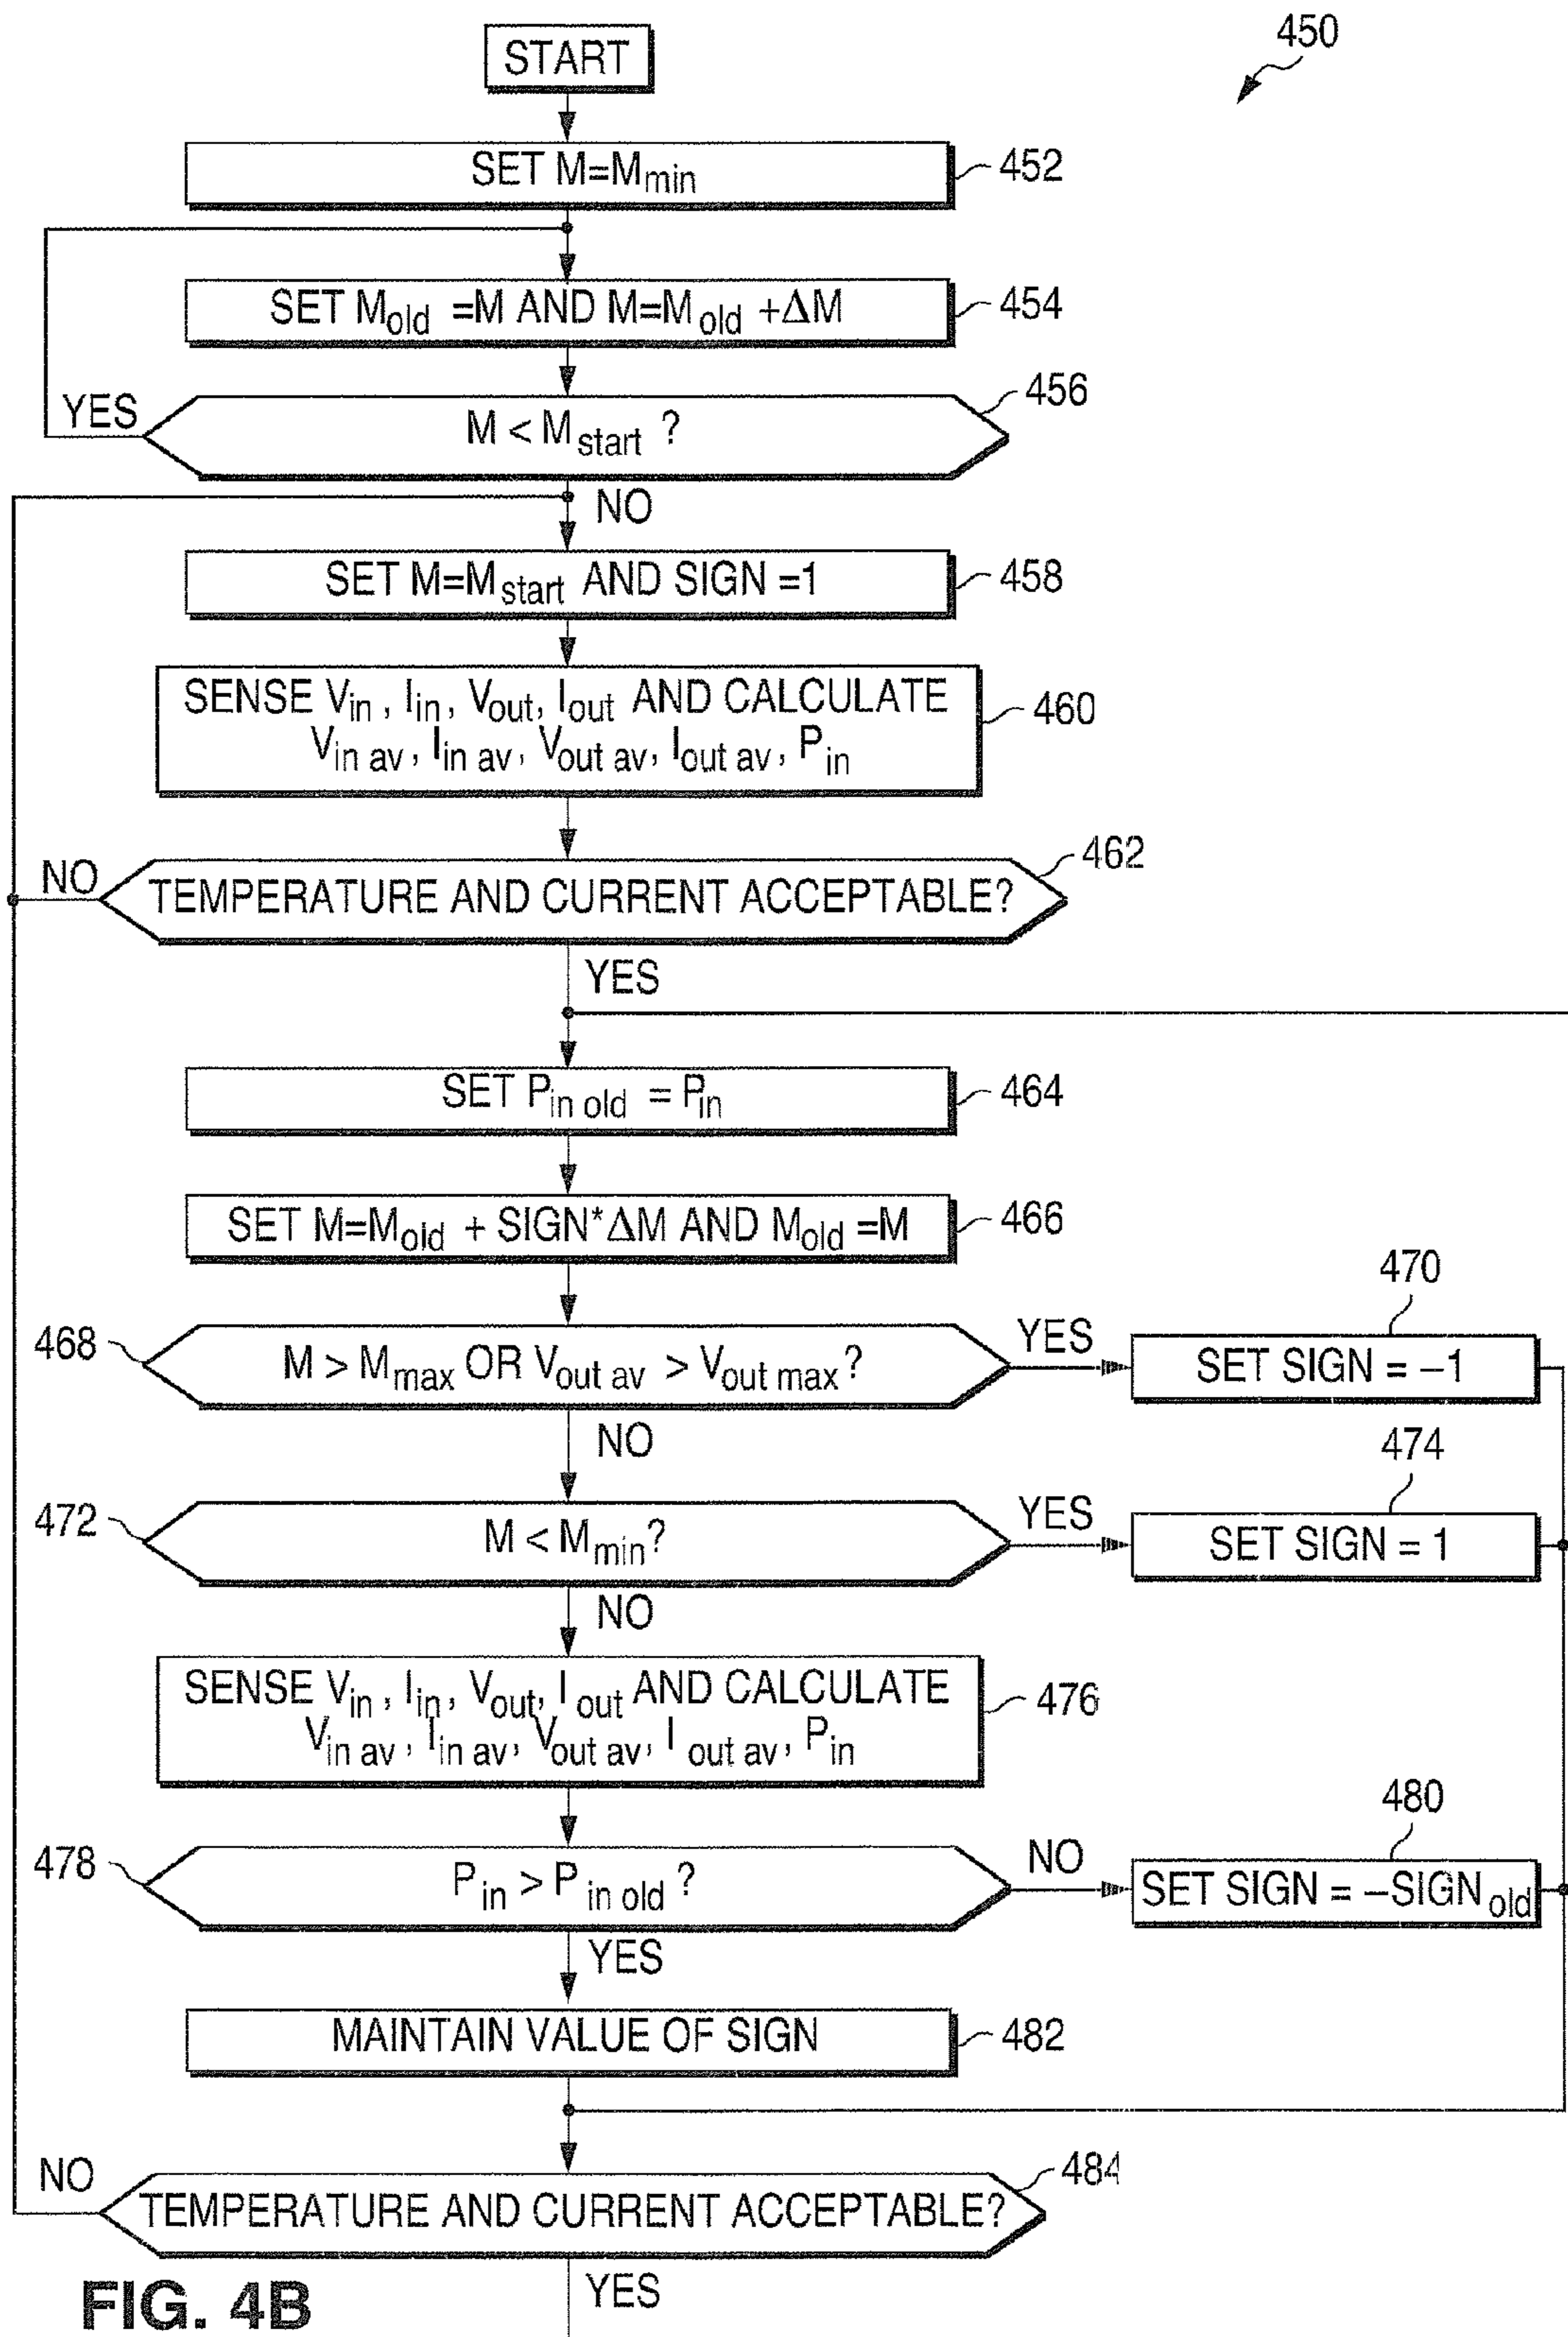 450
START
SET M=Mmin
452
SET Mold =M AND M=Mold +ΔM
454
456
YES
M < Mstart ?
NO
SET M=Mstart AND SIGN =1
458
SENSE Vin , Iin, Vout, Iout AND CALCULATE
Vin av, Iin av, Vout av, Iout av, Pin
460
462
NO
TEMPERATURE AND CURRENT ACCEPTABLE?
YES
SET Pin old = Pin
464
SET M=Mold + SIGN*ΔM AND Mold =M
466
468
M > Mmax OR Vout av > Vout max ?
YES
470
SET SIGN = –1
NO
472
M < Mmin?
YES
474
SET SIGN = 1
NO
SENSE Vin , Iin, Vout, Iout AND CALCULATE
Vin av, Iin av, Vout av, Iout av, Pin
476
478
Pin > Pin old ?
NO
480
SET SIGN = –SIGNold
YES
MAINTAIN VALUE OF SIGN
482
484
NO
TEMPERATURE AND CURRENT ACCEPTABLE?
YES
FIG. 4B